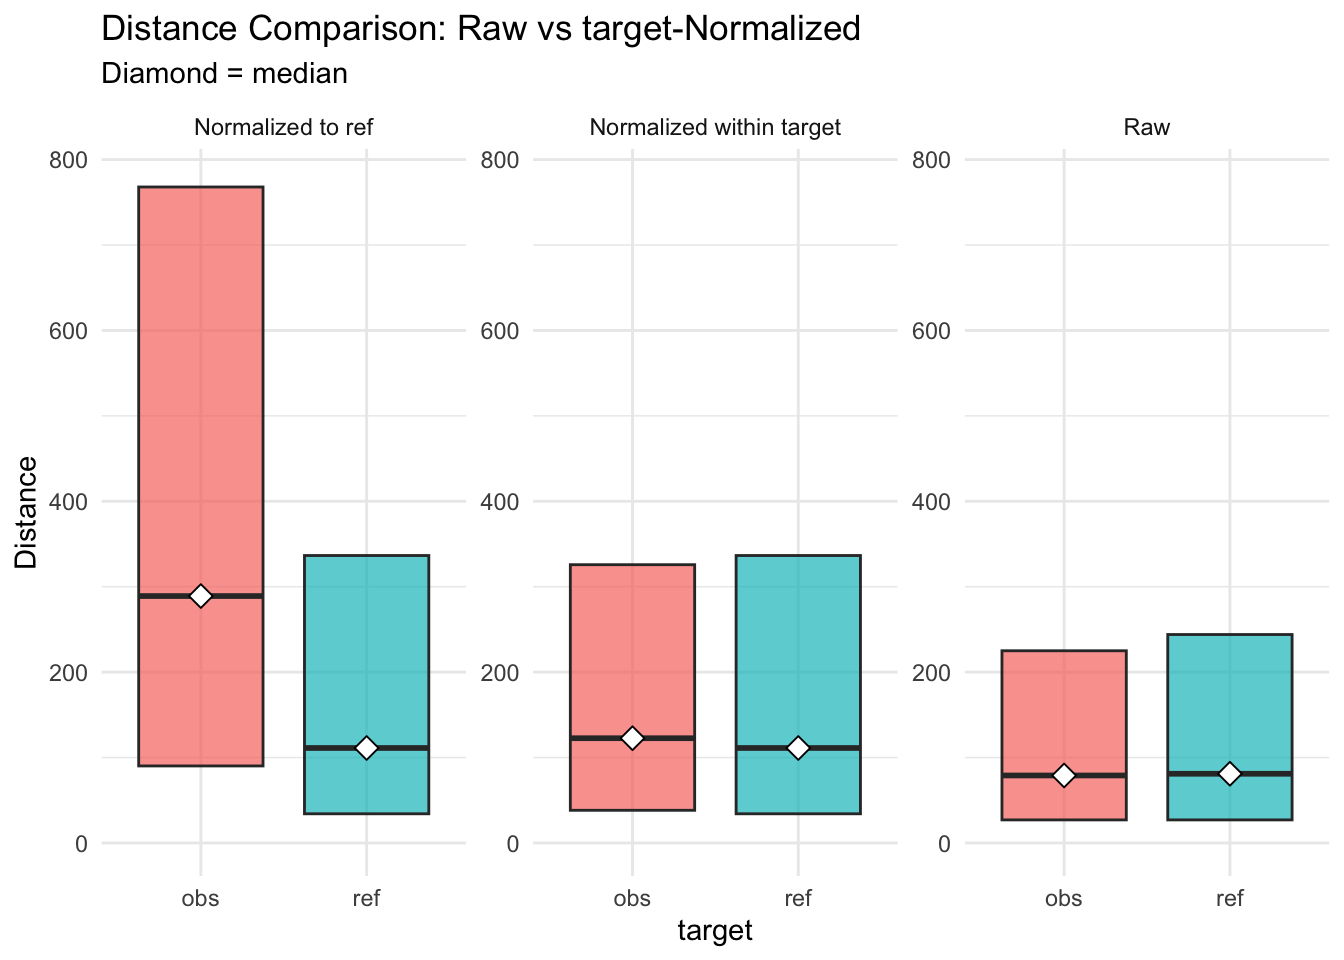 Distance Comparison: Raw vs target-Normalized
Diamond = median
Normalized to ref
Normalized within target
Raw
Distance
800
600
400
200
0
800
600
400
200
0
800
600
400
200
0
obs
ref
obs
ref
obs
ref
target